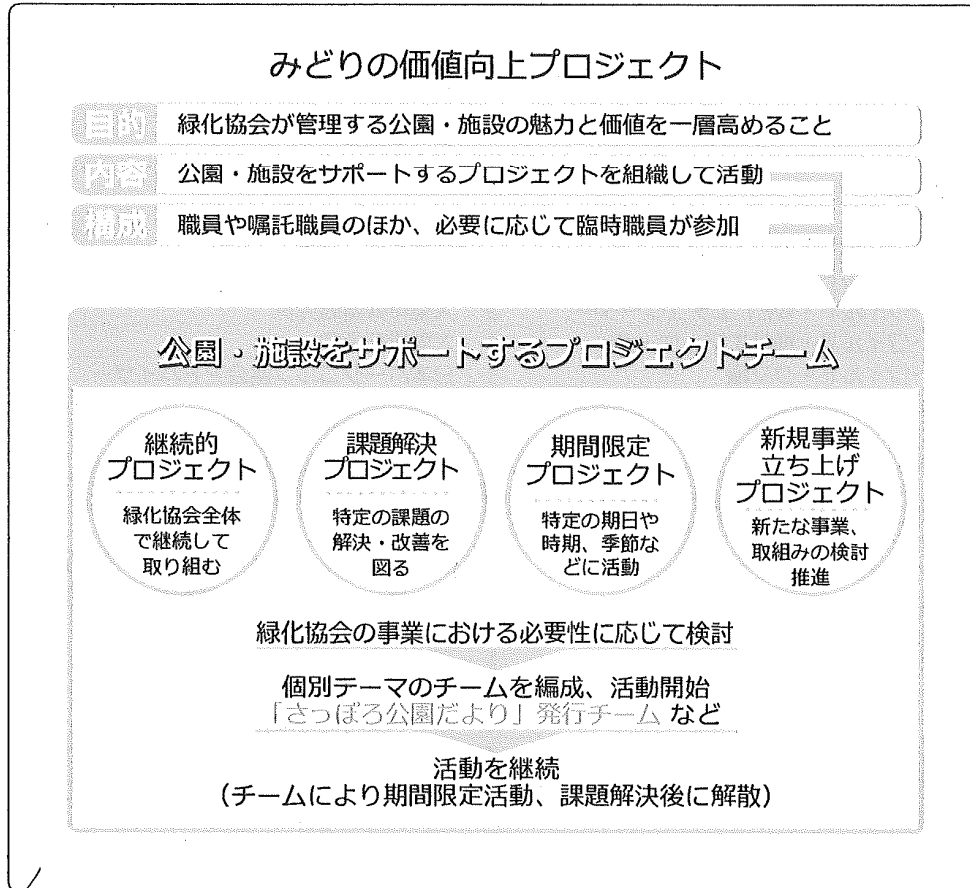 みどりの価値向上プロジェクト
目的 緑化協会が管理する公園・施設の魅力と価値を一層高めること
内容 公園・施設をサポートするプロジェクトを組織して活動
構成 職員や嘱託職員のほか、必要に応じて臨時職員が参加
公園・施設をサポートするプロジェクトチーム
継続的
プロジェクト
緑化協会全体
で継続して
取り組む
課題解決
プロジェクト
特定の課題の
解決・改善を
図る
期間限定
プロジェクト
特定の期日や
時期、季節な
どに活動
新規事業
立ち上げ
プロジェクト
新たな事業、
取組みの検討
推進
緑化協会の事業における必要性に応じて検討
個別テーマのチームを編成、活動開始
「さっぽろ公園だより」発行チーム など
活動を継続
（チームにより期間限定活動、課題解決後に解散）